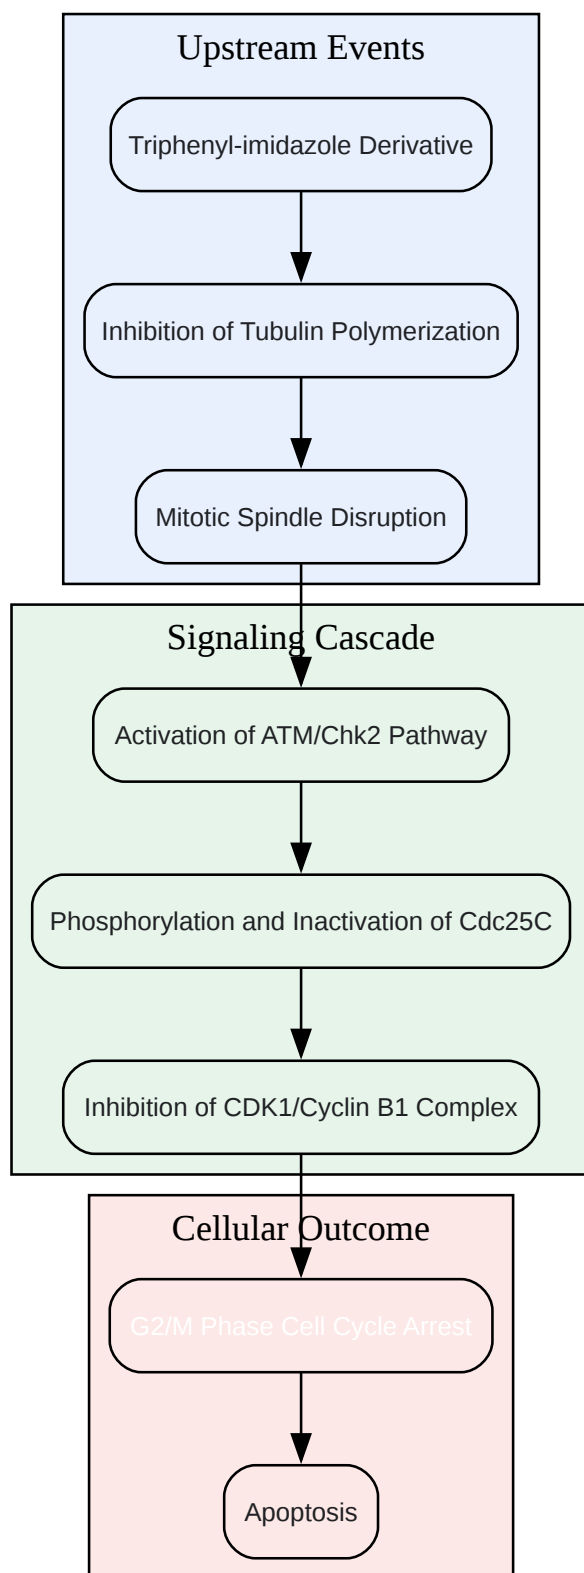 Upstream Events
Triphenyl-imidazole Derivative
Inhibition of Tubulin Polymerization
Mitotic Spindle Disruption
Signaling Cascade
Activation of ATM/Chk2 Pathway
Phosphorylation and Inactivation of Cdc25C
Inhibition of CDK1/Cyclin B1 Complex
Cellular Outcome
G2/M Phase Cell Cycle Arrest
Apoptosis